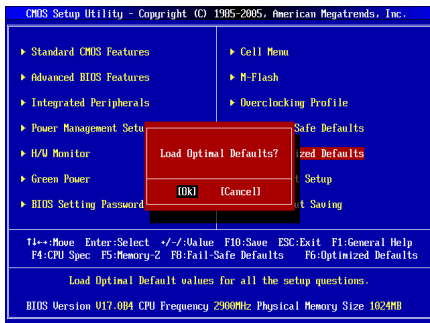 CMOS Setup Utility - Copyright (C) 1985-2005, American Megatrends, Inc.
▶ Standard CMOS Features ▶ Cell Menu
▶ Advanced BIOS Features ▶ M-Flash
▶ Integrated Peripherals ▶ Overclocking Profile
▶ Power Management Setu Safe Defaults
▶ H/W Monitor Load Optimal Defaults? ized Defaults
▶ Green Power t Setup
▶ BIOS Setting Password [Ok] [Cancel] ut Saving
↑↓↔:Move Enter:Select +/-/:Value F10:Save ESC:Exit F1:General Help
F4:CPU Spec F5:Memory-Z F8:Fail-Safe Defaults F6:Optimized Defaults
Load Optimal Default values for all the setup questions.
BIOS Version V17.0B4 CPU Frequency 2900MHz Physical Memory Size 1024MB